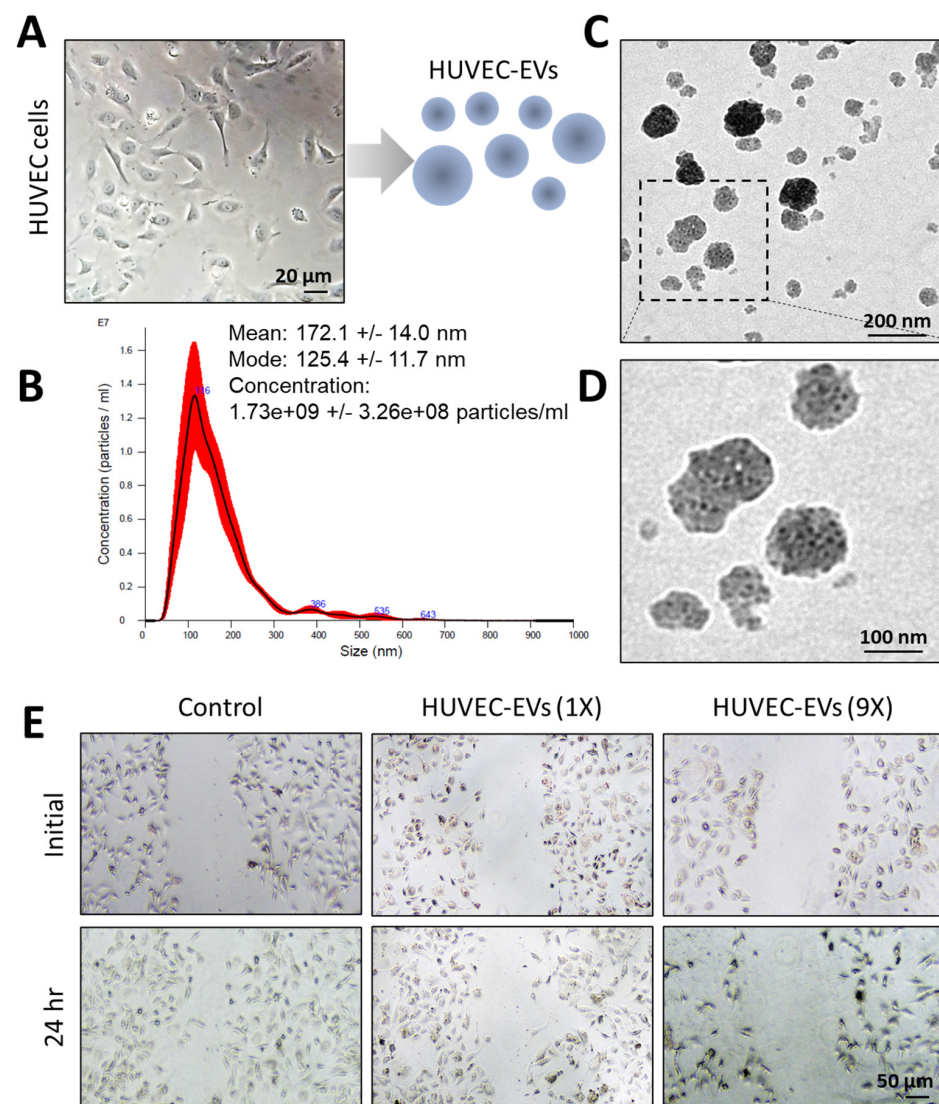 A
HUVEC cells
20 µm
HUVEC-EVs
C
200 nm
B
E7
Mean: 172.1 +/- 14.0 nm
Mode: 125.4 +/- 11.7 nm
Concentration:
1.73e+09 +/- 3.26e+08 particles/ml
Concentration (particles / ml)
1.6
1.4
1.2
1.0
0.8
0.6
0.4
0.2
0
116
386
535
643
0
100
200
300
400
500
600
700
800
900
1000
Size (nm)
D
100 nm
E
Control
HUVEC-EVs (1X)
HUVEC-EVs (9X)
Initial
24 hr
50 µm